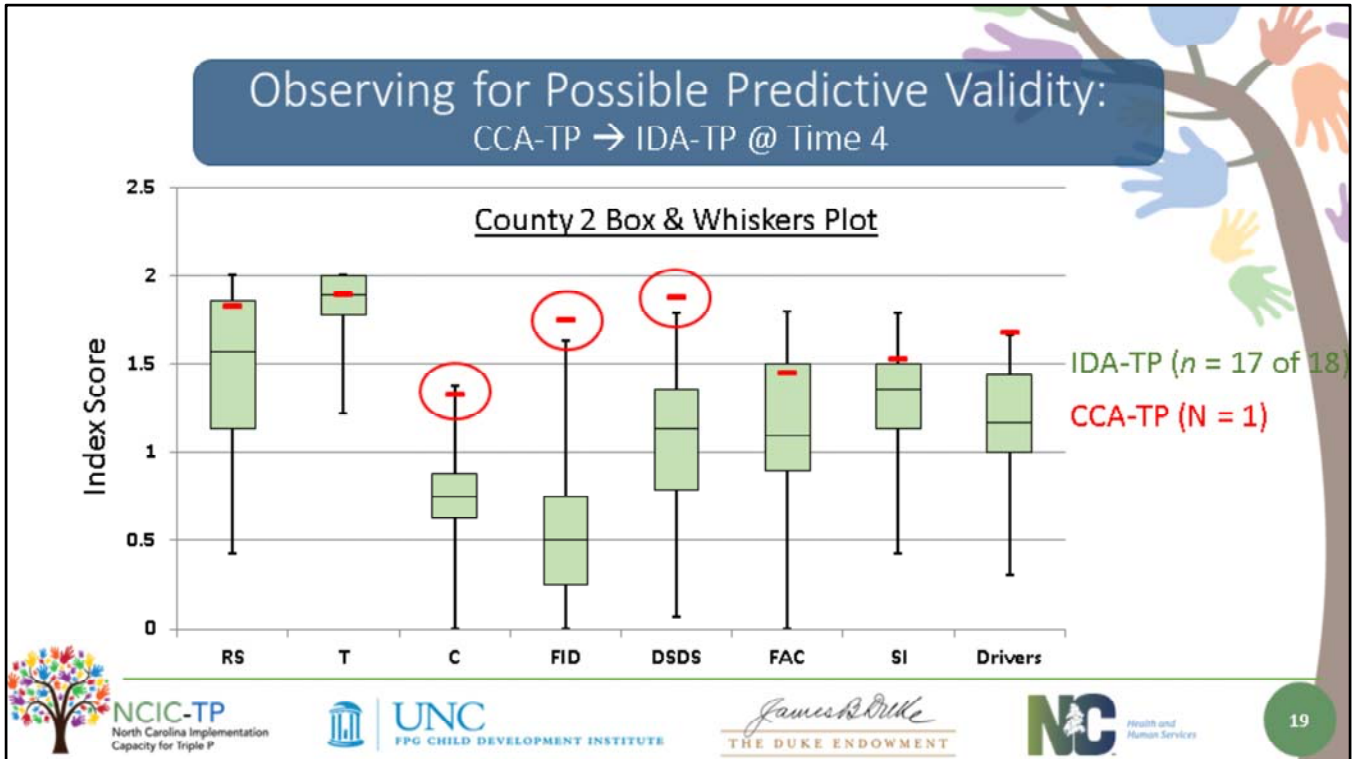 Observing for Possible Predictive Validity:
CCA-TP → IDA-TP @ Time 4
County 2 Box & Whiskers Plot
2.5
2
1.5
1
0.5
0
Index Score
RS T C FID DSDS FAC SI Drivers
IDA-TP (n = 17 of 18)
CCA-TP (N = 1)
NCIC-TP
North Carolina Implementation
Capacity for Triple P
UNC
FPG CHILD DEVELOPMENT INSTITUTE
James B Duke
THE DUKE ENDOWMENT
NC
Health and
Human Services
19